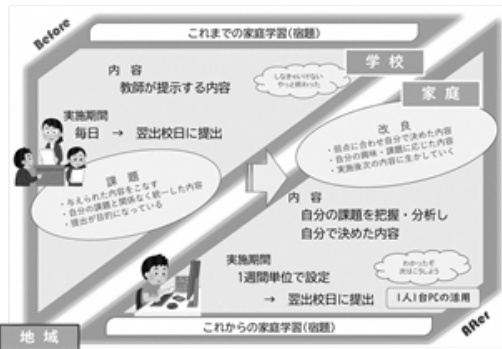 Before
これまでの家庭学習(宿題)
学校
家庭
内 容
教師が提示する内容
しなきゃいけない
やっと終わった
実施期間
毎日 → 翌出校日に提出
課 題
・与えられた内容をこなす
・自分の課題と関係なく統一した内容
・提出が目的になっている
改 良
・弱点に合わせ自分で決めた内容
・自分の興味・課題に応じた内容
・実施後次の内容に生かしていく
内 容
自分の課題を把握・分析し
自分で決めた内容
実施期間
1週間単位で設定
→ 翌出校日に提出
わかったぞ
次はこうしよう
1人1台PCの活用
地 域
これからの家庭学習(宿題)
After